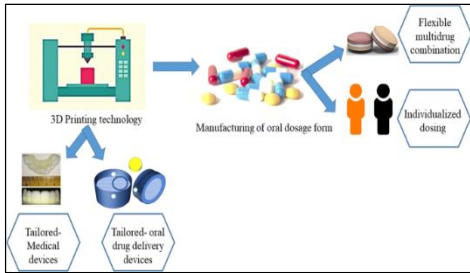 Flexible
multidrug
combination
3D Printing technology
Manufacturing of oral dosage form
Individualized
dosing
Tailored-
Medical
devices
Tailored- oral
drug delivery
devices